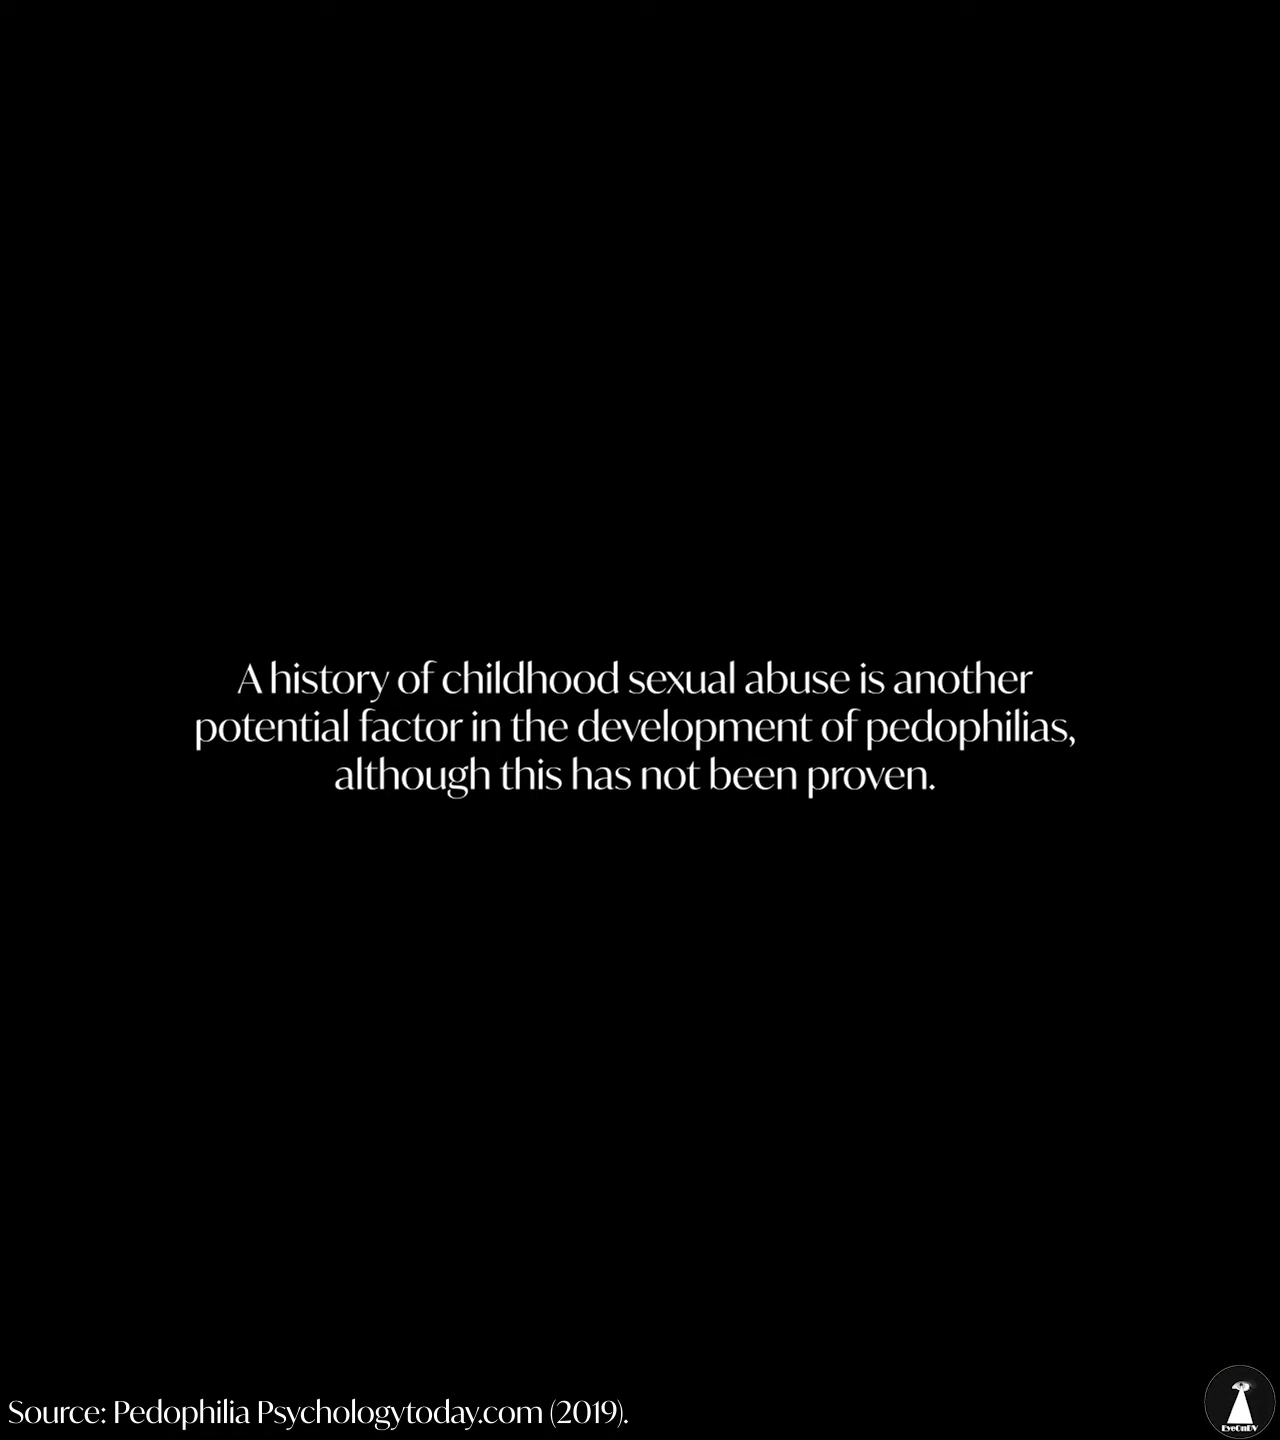 A history of childhood sexual abuse is another
potential factor in the development of pedophilias,
although this has not been proven.
Source: Pedophilia Psychologytoday.com (2019).
EyeOnDV